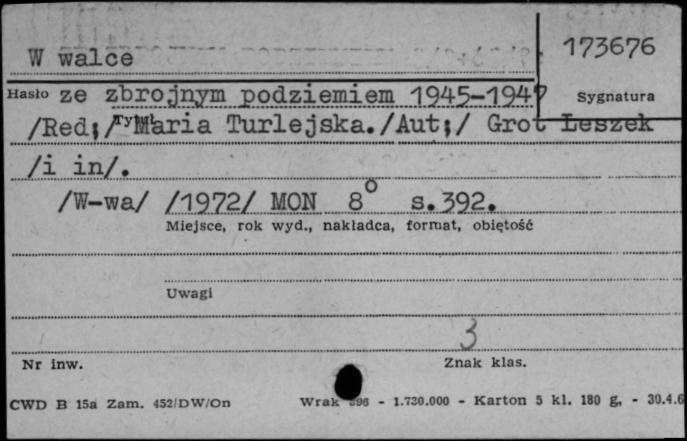 W walce
173676
Hasło ze zbrojnym podziemiem 1945-1947
Sygnatura
Tytuł
/Red;/ Maria Turlejska./Aut;/ Grot Leszek
/i in/.
/W-wa/ /1972/ MON 8° s.392.
Miejsce, rok wyd., nakładca, format, objętość
Uwagi
3
Nr inw.
Znak klas.
CWD B 15a Zam. 452/DW/On Wrak 96 - 1.730.000 - Karton 5 kl. 180 g, - 30.4.6